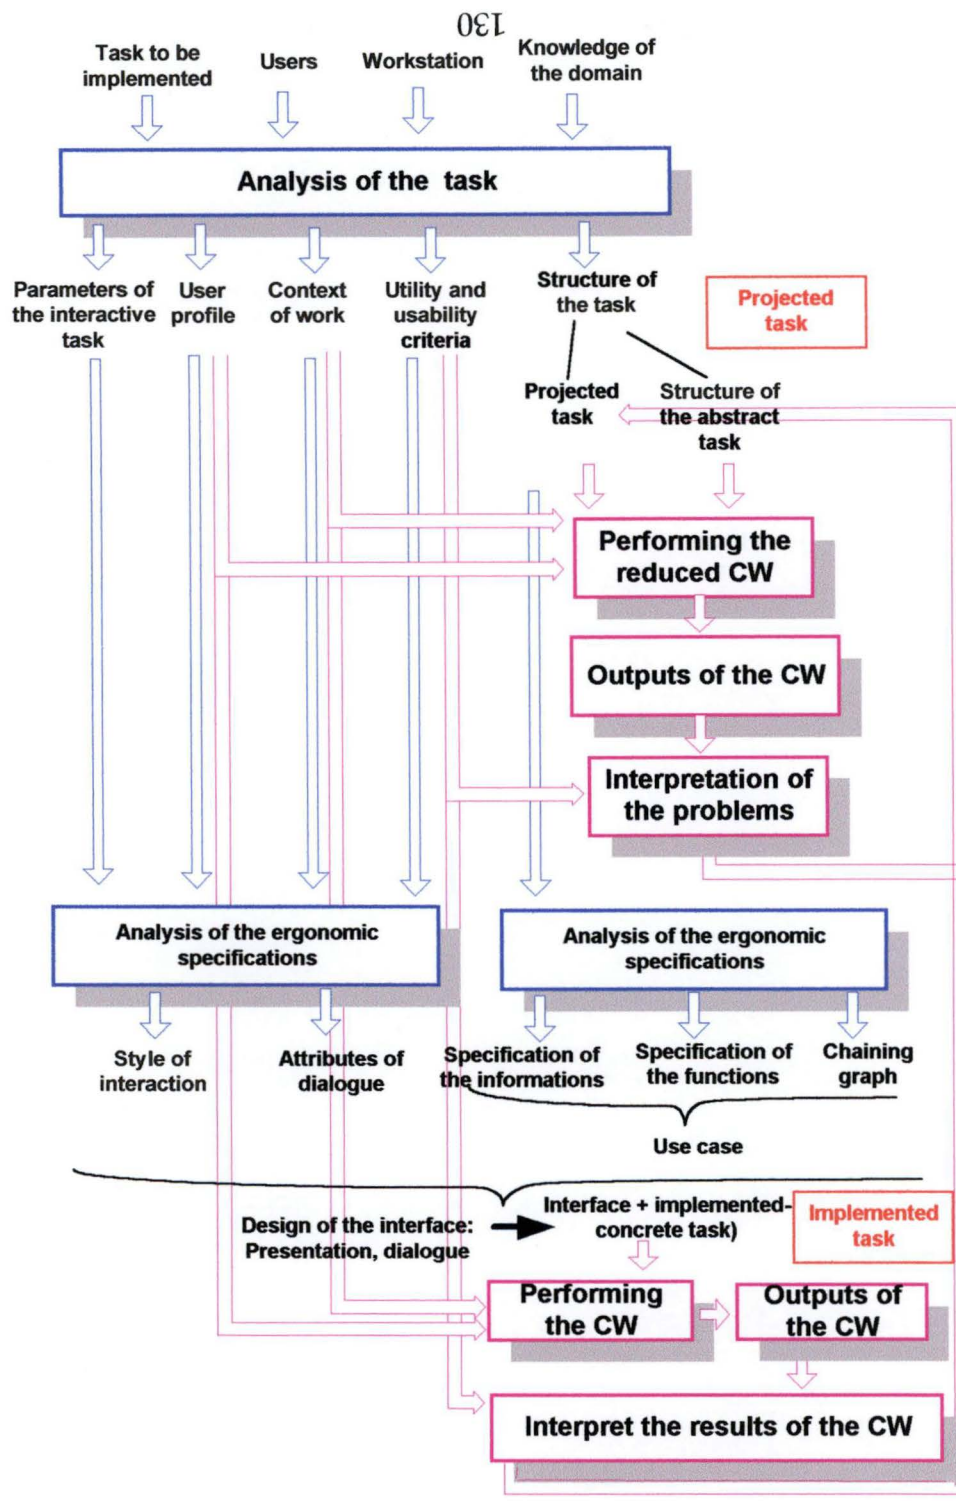 130
Task to be
implemented
Users
Workstation
Knowledge of
the domain
Analysis of the task
Parameters of
the interactive
task
User
profile
Context
of work
Utility and
usability
criteria
Structure of
the task
Projected
task
Projected
task
Structure of
the abstract
task
Performing the
reduced CW
Outputs of the CW
Interpretation of
the problems
Analysis of the ergonomic
specifications
Analysis of the ergonomic
specifications
Style of
interaction
Attributes of
dialogue
Specification of
the informations
Specification of
the functions
Chaining
graph
Use case
Design of the interface:
Presentation, dialogue
Interface + implemented-
concrete task)
Implemented
task
Performing
the CW
Outputs of
the CW
Interpret the results of the CW